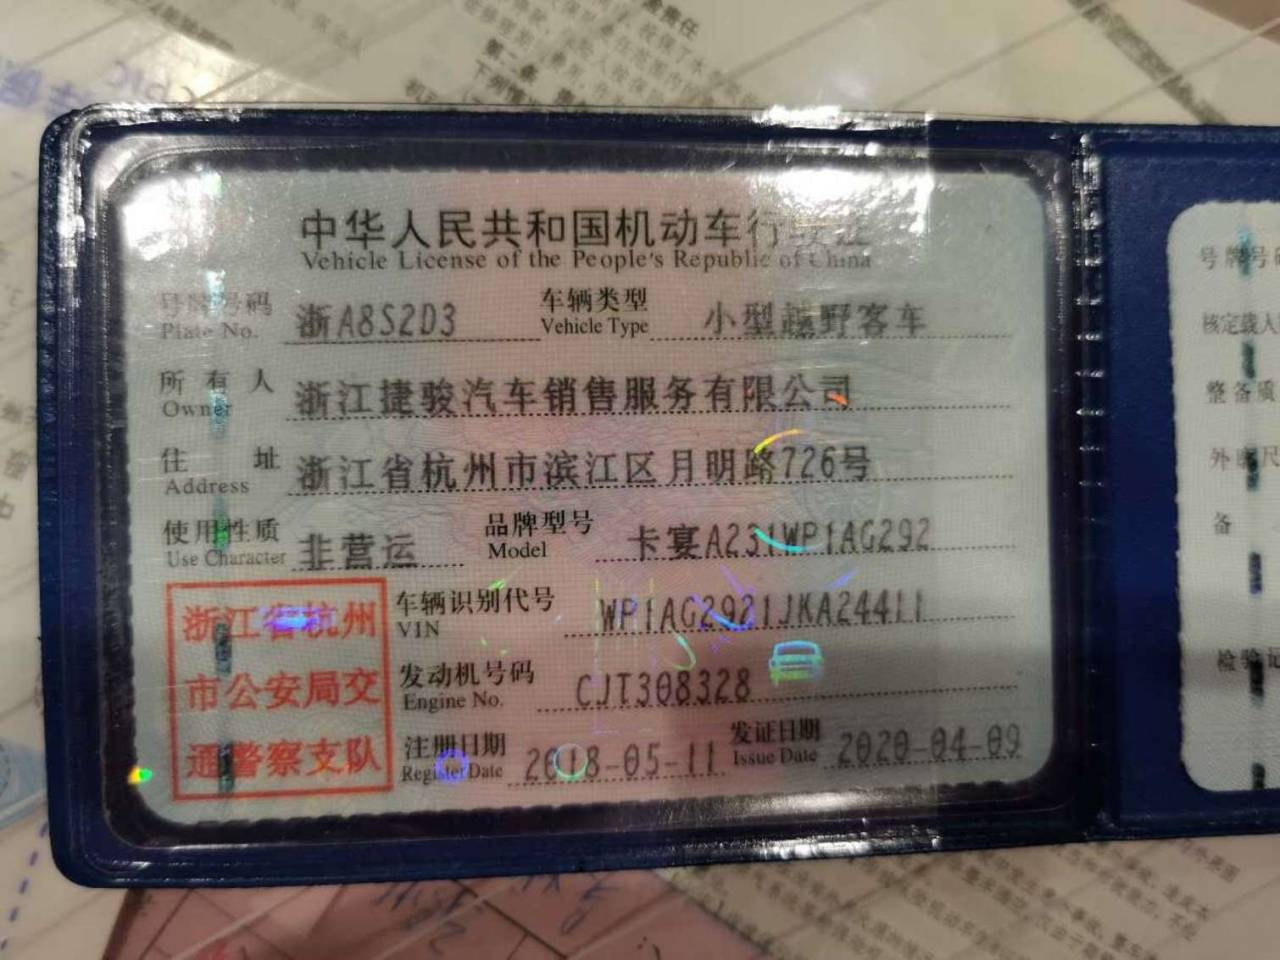 中华人民共和国机动车行驶证
Vehicle License of the People's Republic of China
号牌号码 浙A8S2D3 车辆类型 小型越野客车
Plate No. Vehicle Type
所有人 浙江捷骏汽车销售服务有限公司
Owner
住址 浙江省杭州市滨江区月明路726号
Address
使用性质 非营运 品牌型号 卡宴A231WP1AG292
Use Character Model
浙江省杭州
市公安局交
通警察支队
车辆识别代号 WP1AG2921JKA24411
VIN
发动机号码 CJT308328
Engine No.
注册日期 2018-05-11 发证日期 2020-04-09
Register Date Issue Date
号牌号码
核定载人
整备质
外廓尺
备
检验记